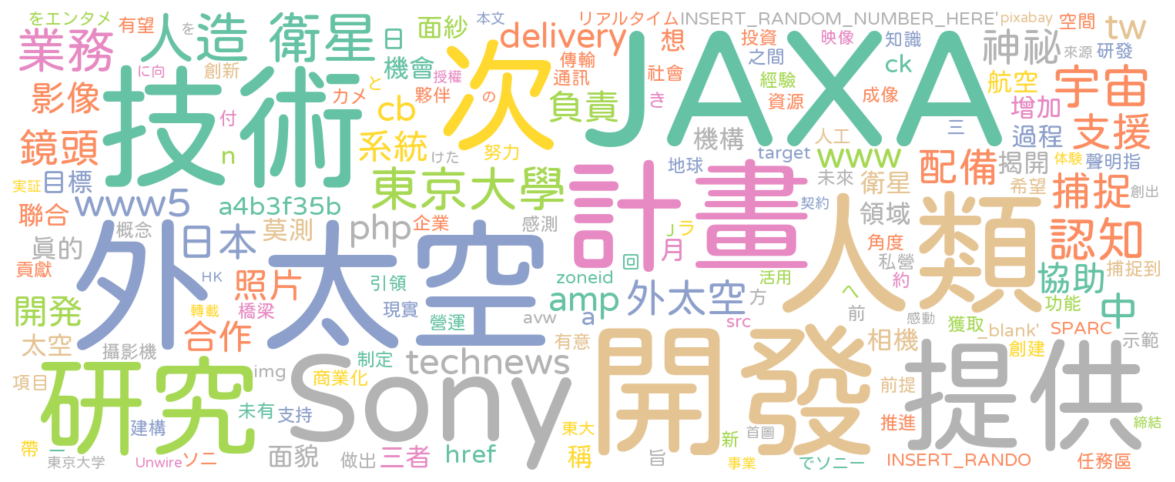 をエンタメ 有望 人造 を 衛星 日 面紗 本文 delivery リアルタイム INSERT_RANDOM_NUMBER_HERE' pixabay 空間 tw
業務 に向 創新 機會 授權 次 傳輸 通訊 想 投資 之間 映像 知識 神祕 來源 研發
影像 技術 カメ と 夥伴 の 負責 社會 JAXA 經驗 ck 航空 宇宙
鏡頭 付 cb き 資源 成像 増加 支援
n 系統 けた 努力 機構 人工 三 過程
実証 目標 東京大學 地球 target www 配備 揭開 体験 聲明指
聯合 www5 a4b3f35b 計畫 未來 衛星 希望 捕捉 創出
真的 概念 外太空 日本 莫測 php 企業 感測 契約 人類 領域 認知
貢獻 HK 照片 引領 zoneid 回 月 J ラ 角度 私營 約 捕捉到
開発 轉載 橋梁 現實 amp a 外太空 活用 へ 協助 功能 中
太空 攝影機 合作 營運 avw 方 src 前 感動 獲取 _blank' SPARC
項目 研究 img 制定 Sony technews 有意 開發 相機 提供 創建 示範
未有 商業化 前提
建構 支持 東大 新 首圖 推進 締結
帶 一 東京大学 Unwire ソニ 面貌 做出 三者 href 稱 旨 事業 でソニー INSERT_RANDO 任務區